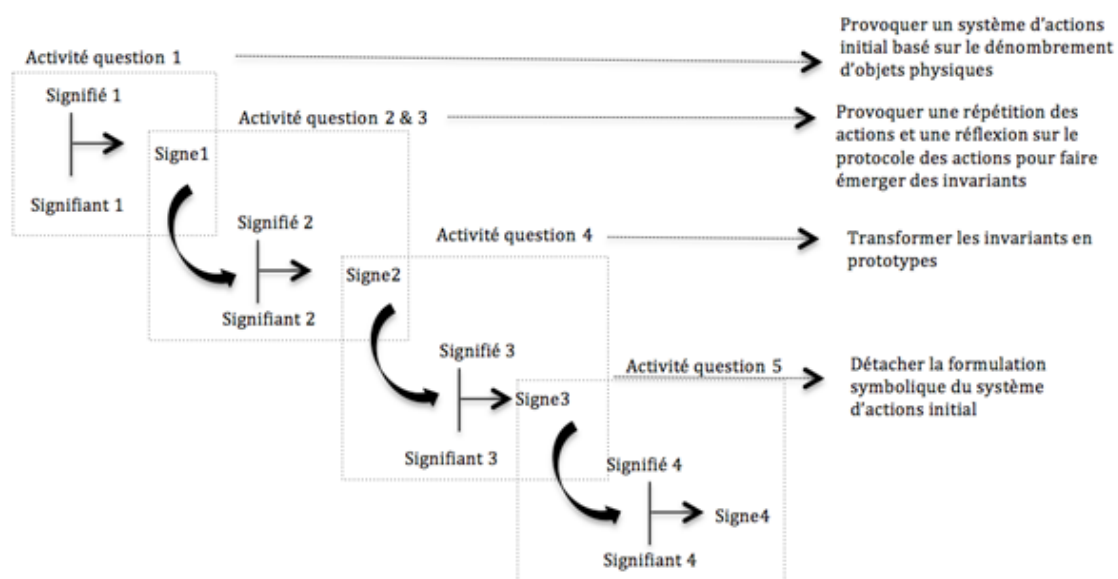 Activité question 1
Provoquer un système d'actions
initial basé sur le dénombrement
d'objets physiques
Signifié 1
Signe1
Signifiant 1
Activité question 2 & 3
Provoquer une répétition des
actions et une réflexion sur le
protocole des actions pour faire
émerger des invariants
Signifié 2
Signe2
Signifiant 2
Activité question 4
Transformer les invariants en
prototypes
Signifié 3
Signe3
Signifiant 3
Activité question 5
Détacher la formulation
symbolique du système
d'actions initial
Signifié 4
Signe4
Signifiant 4